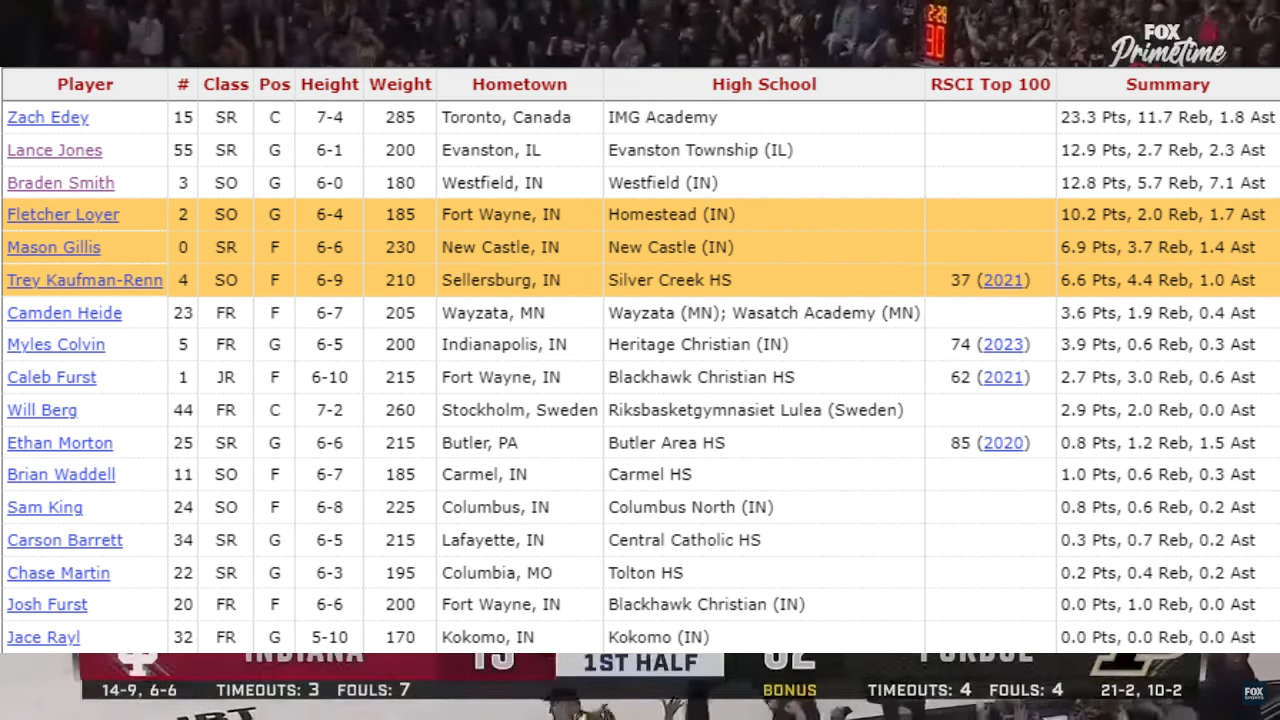 12:28
30
FOX
Primetime
Player # Class Pos Height Weight Hometown High School RSCI Top 100 Summary
Zach Edey 15 SR C 7-4 285 Toronto, Canada IMG Academy 23.3 Pts, 11.7 Reb, 1.8 Ast
Lance Jones 55 SR G 6-1 200 Evanston, IL Evanston Township (IL) 12.9 Pts, 2.7 Reb, 2.3 Ast
Braden Smith 3 SO G 6-0 180 Westfield, IN Westfield (IN) 12.8 Pts, 5.7 Reb, 7.1 Ast
Fletcher Loyer 2 SO G 6-4 185 Fort Wayne, IN Homestead (IN) 10.2 Pts, 2.0 Reb, 1.7 Ast
Mason Gillis 0 SR F 6-6 230 New Castle, IN New Castle (IN) 6.9 Pts, 3.7 Reb, 1.4 Ast
Trey Kaufman-Renn 4 SO F 6-9 210 Sellersburg, IN Silver Creek HS 37 (2021) 6.6 Pts, 4.4 Reb, 1.0 Ast
Camden Heide 23 FR F 6-7 205 Wayzata, MN Wayzata (MN); Wasatch Academy (MN) 3.6 Pts, 1.9 Reb, 0.4 Ast
Myles Colvin 5 FR G 6-5 200 Indianapolis, IN Heritage Christian (IN) 74 (2023) 3.9 Pts, 0.6 Reb, 0.3 Ast
Caleb Furst 1 JR F 6-10 215 Fort Wayne, IN Blackhawk Christian HS 62 (2021) 2.7 Pts, 3.0 Reb, 0.6 Ast
Will Berg 44 FR C 7-2 260 Stockholm, Sweden Riksbasketgymnasiet Lulea (Sweden) 2.9 Pts, 2.0 Reb, 0.0 Ast
Ethan Morton 25 SR G 6-6 215 Butler, PA Butler Area HS 85 (2020) 0.8 Pts, 1.2 Reb, 1.5 Ast
Brian Waddell 11 SO F 6-7 185 Carmel, IN Carmel HS 1.0 Pts, 0.6 Reb, 0.3 Ast
Sam King 24 SO F 6-8 225 Columbus, IN Columbus North (IN) 0.8 Pts, 0.6 Reb, 0.2 Ast
Carson Barrett 34 SR G 6-5 215 Lafayette, IN Central Catholic HS 0.3 Pts, 0.7 Reb, 0.2 Ast
Chase Martin 22 SR G 6-3 195 Columbia, MO Tolton HS 0.2 Pts, 0.4 Reb, 0.2 Ast
Josh Furst 20 FR F 6-6 200 Fort Wayne, IN Blackhawk Christian (IN) 0.0 Pts, 1.0 Reb, 0.0 Ast
Jace Rayl 32 FR G 5-10 170 Kokomo, IN Kokomo (IN) 0.0 Pts, 0.0 Reb, 0.0 Ast
INDIANA 1ST HALF PURDUE
14-9, 6-6 TIMEOUTS: 3 FOULS: 7 BONUS TIMEOUTS: 4 FOULS: 4 21-2, 10-2
FOX
SPORTS